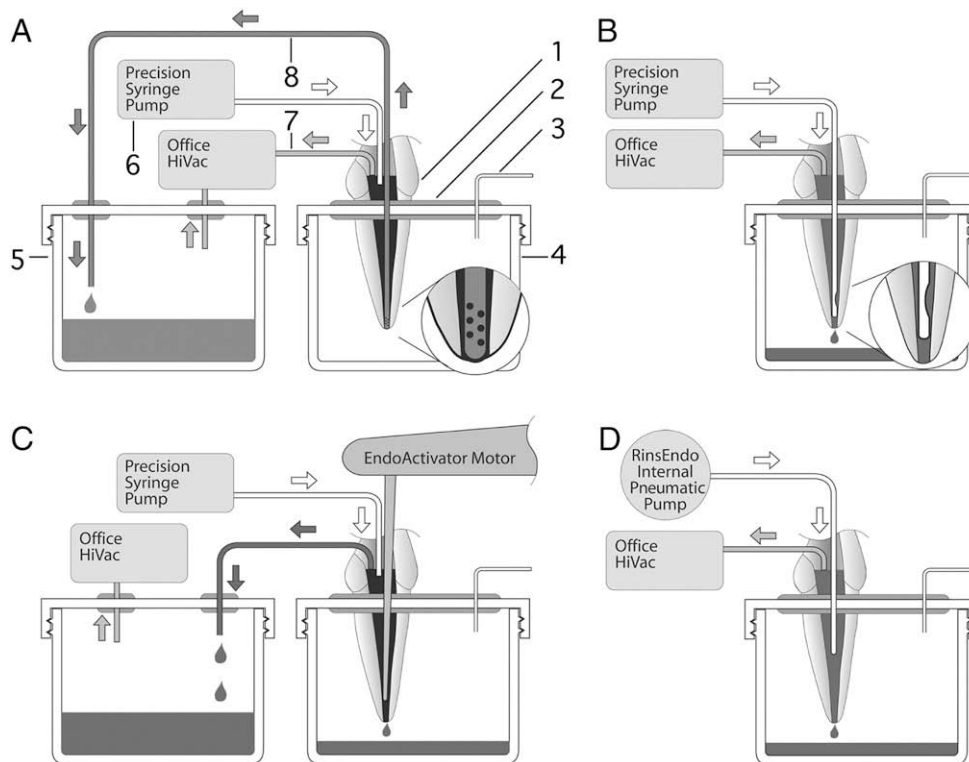 A
8
Precision
Syringe
Pump
6
7
Office
HiVac
1
2
3
5
4
B
Precision
Syringe
Pump
Office
HiVac
C
EndoActivator Motor
Precision
Syringe
Pump
Office
HiVac
D
RinsEndo
Internal
Pneumatic
Pump
Office
HiVac